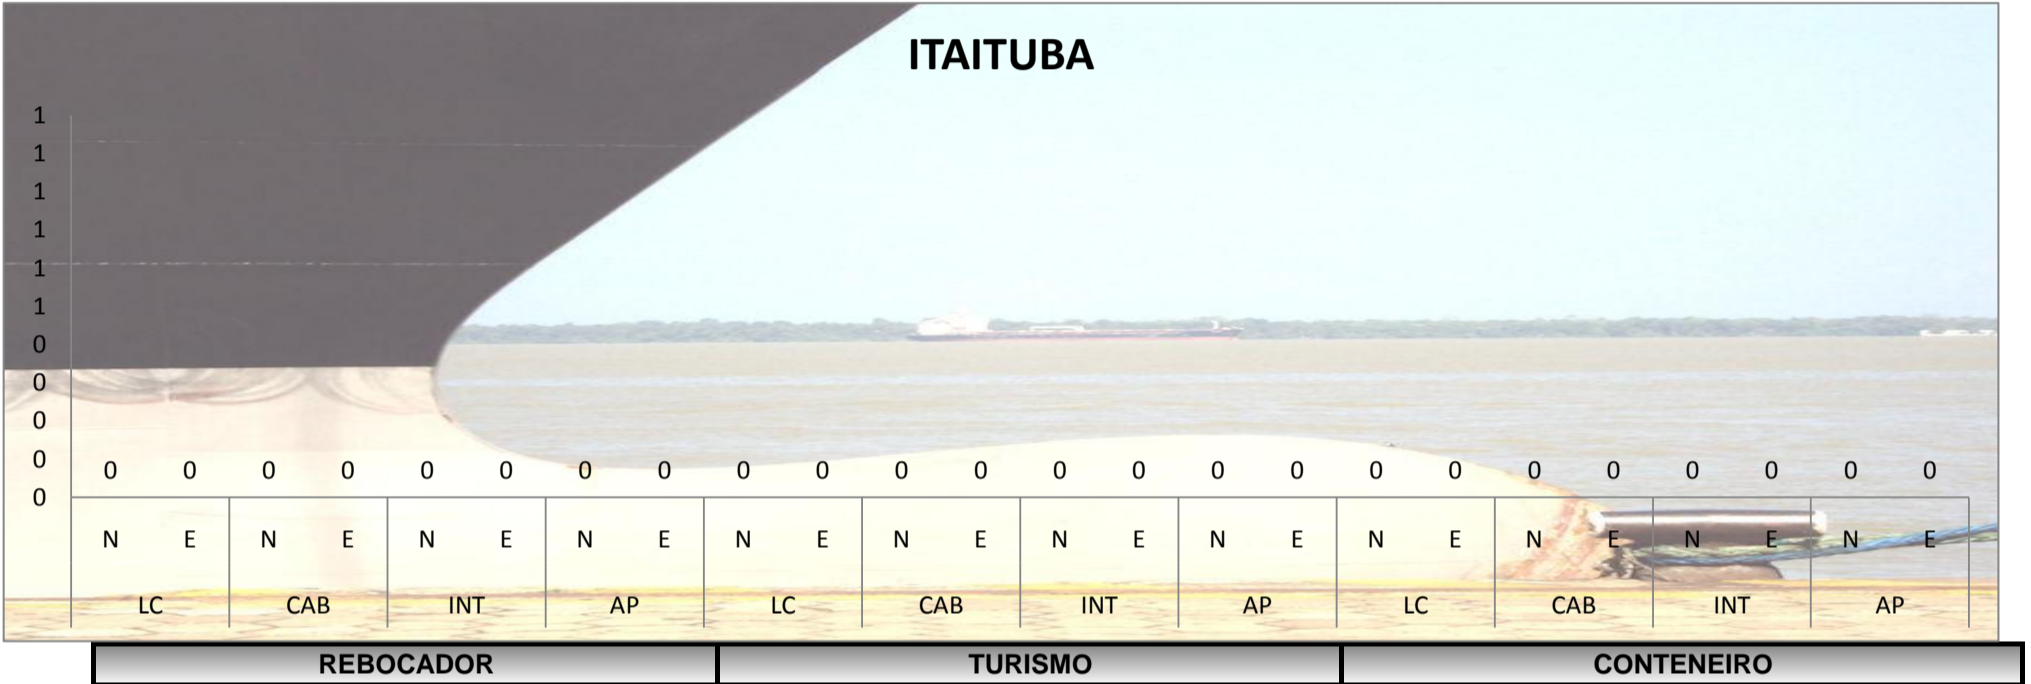 ITAITUBA
1
1
1
1
1
1
0
0
0
0
0
0 0 0 0 0 0 0 0 0 0 0 0 0 0 0 0 0 0 0 0 0 0 0 0
N E N E N E N E N E N E N E N E N E N E N E N E
LC CAB INT AP LC CAB INT AP LC CAB INT AP
REBOCADOR TURISMO CONTENEIRO